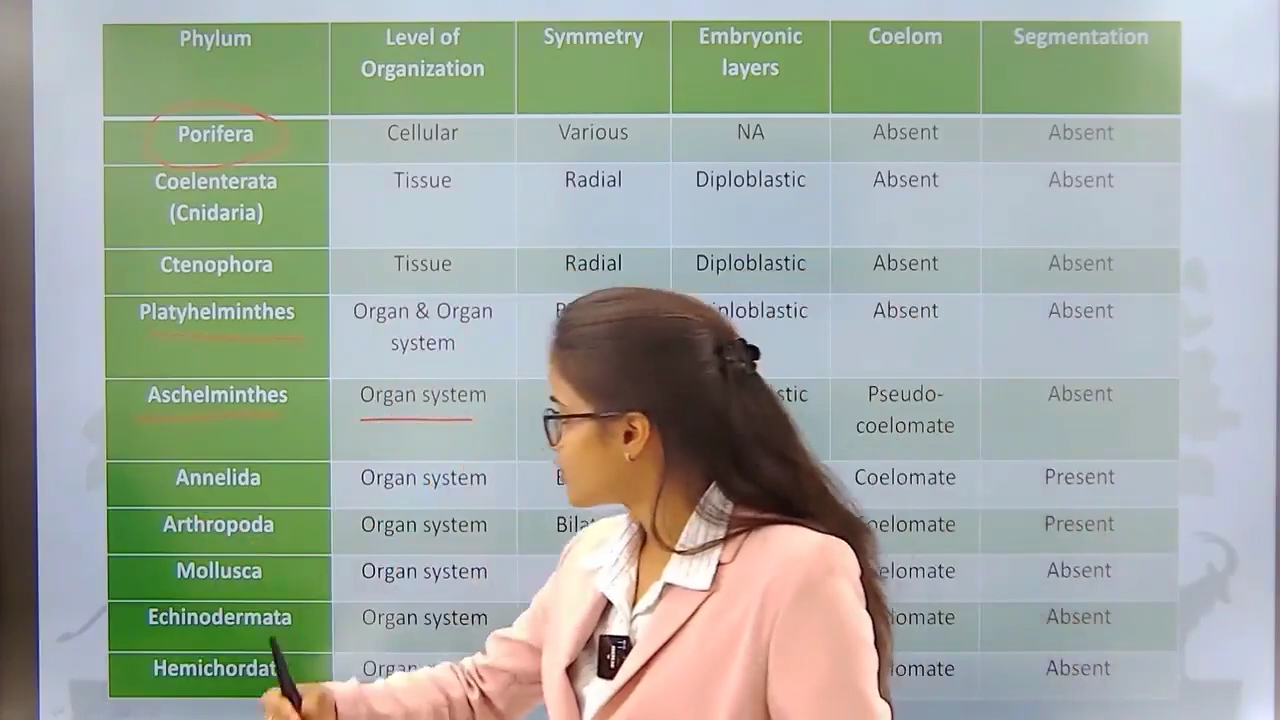 Phylum
Level of
Organization
Symmetry
Embryonic
layers
Coelom
Segmentation
Porifera
Cellular
Various
NA
Absent
Absent
Coelenterata
(Cnidaria)
Tissue
Radial
Diploblastic
Absent
Absent
Ctenophora
Tissue
Radial
Diploblastic
Absent
Absent
Platyhelminthes
Organ & Organ
system
Absent
Absent
Aschelminthes
Organ system
Pseudo-
coelomate
Absent
Annelida
Organ system
Coelomate
Present
Arthropoda
Organ system
Present
Mollusca
Organ system
Absent
Echinodermata
Organ system
Absent
Absent